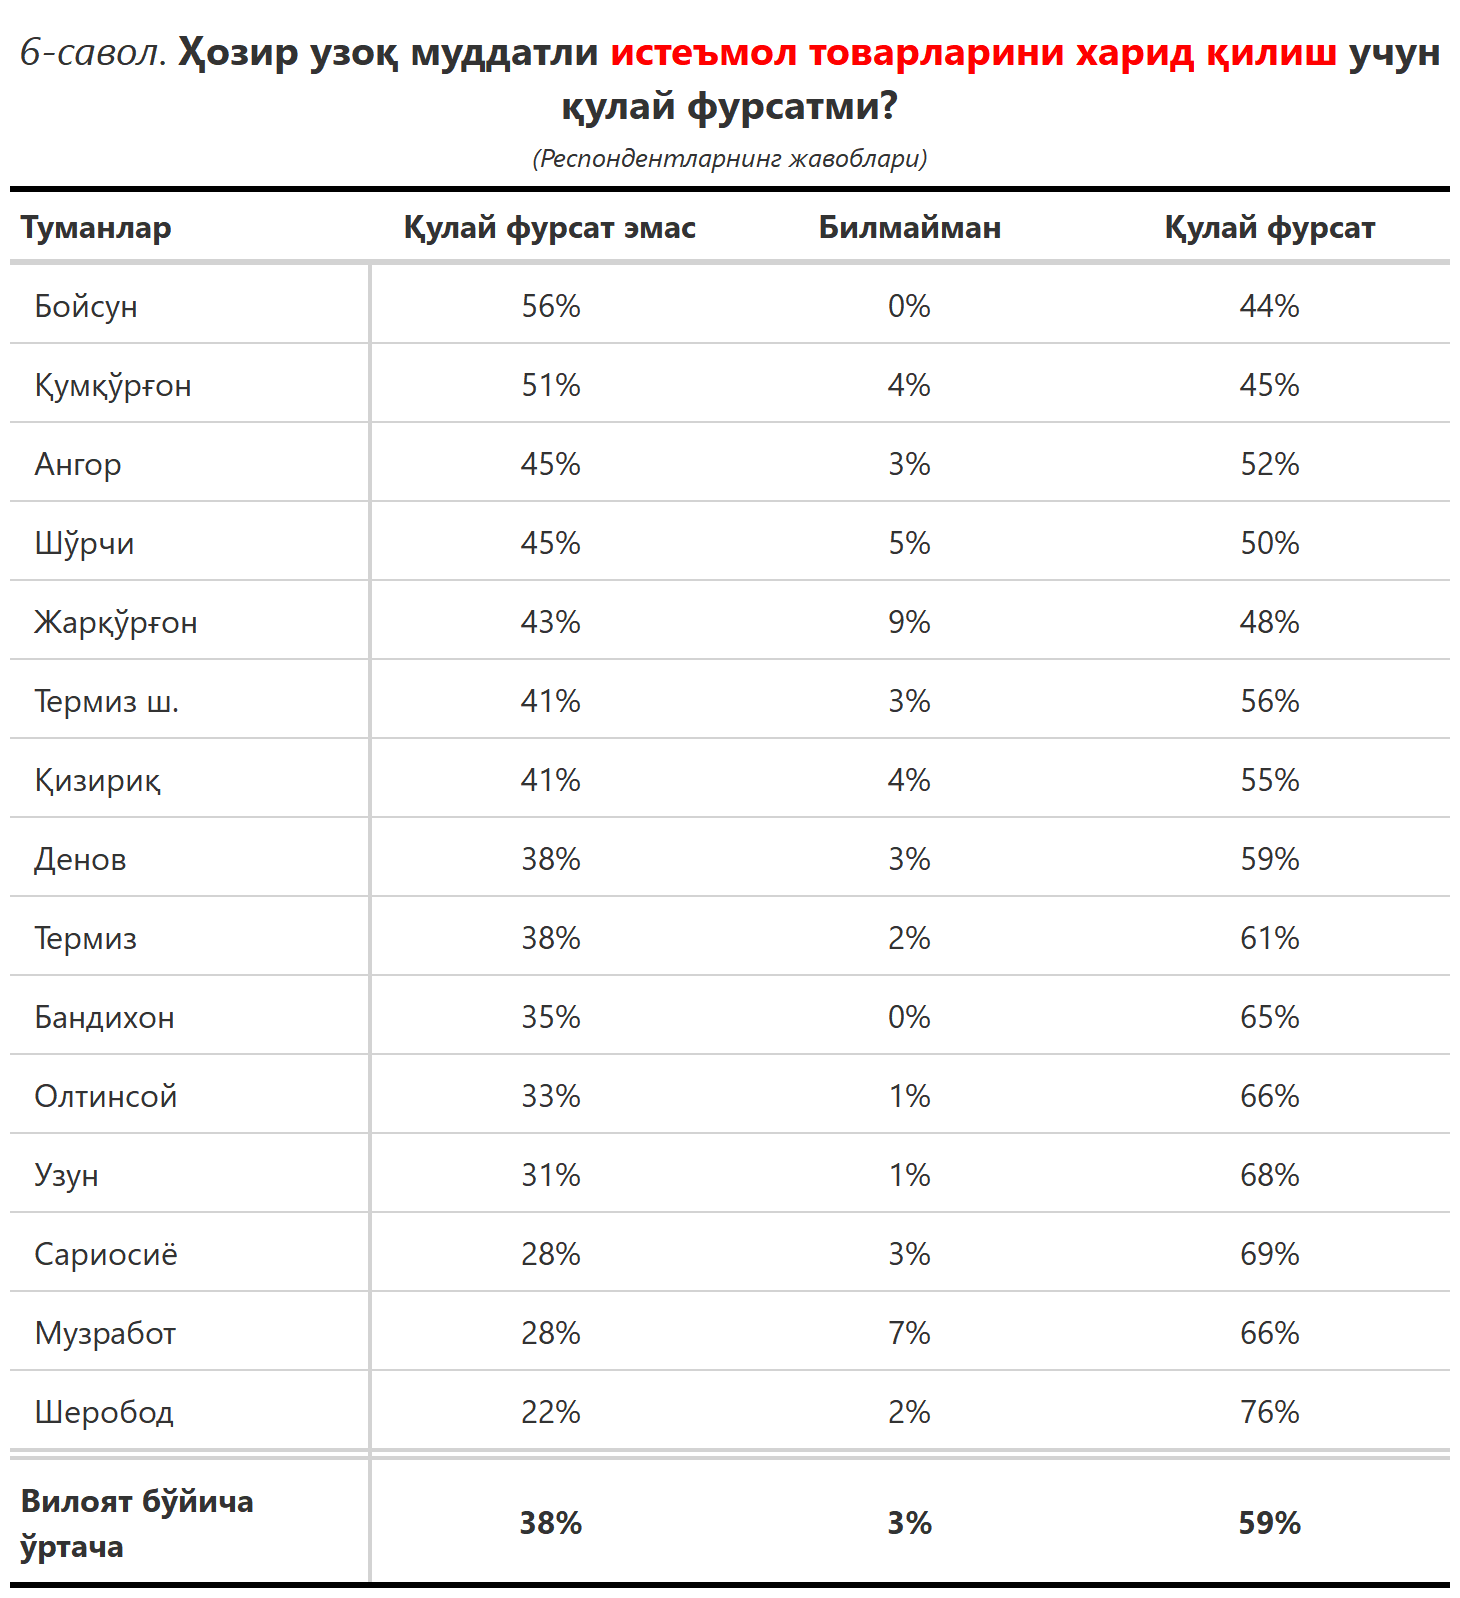 6-савол. Ҳозир узоқ муддатли истеъмол товарларини харид қилиш учун
қулай фурсатми?
(Респондентларнинг жавоблари)
Туманлар Қулай фурсат эмас Билмайман Қулай фурсат
Бойсун 56% 0% 44%
Қумқўрғон 51% 4% 45%
Ангор 45% 3% 52%
Шўрчи 45% 5% 50%
Жарқўрғон 43% 9% 48%
Термиз ш. 41% 3% 56%
Қизириқ 41% 4% 55%
Денов 38% 3% 59%
Термиз 38% 2% 61%
Бандихон 35% 0% 65%
Олтинсой 33% 1% 66%
Узун 31% 1% 68%
Сариосиё 28% 3% 69%
Музработ 28% 7% 66%
Шеробод 22% 2% 76%
Вилоят бўйича
ўртача 38% 3% 59%